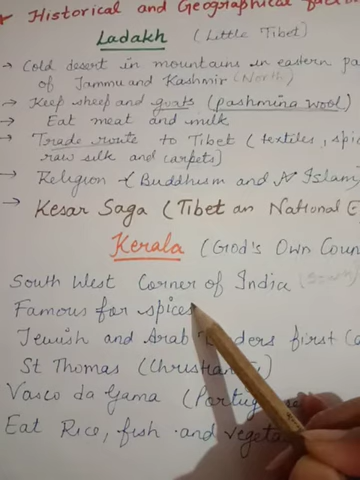 Historical and Geographical
Ladakh (Little Tibet)
→ Cold desert in mountains in eastern
of Jammu and Kashmir (North)
→ Keep sheep and goats (pashmina wool)
→ Eat meat and milk
→ Trade route to Tibet (textiles,
raw silk and carpets)
→ Religion Buddhism and Islam
→ Kesar Saga (Tibet an National
Kerala (God's Own
South West Corner of India
Famous for spices
Jewish and Arab first
St Thomas
Vasco da Gama
Eat Rice, fish and